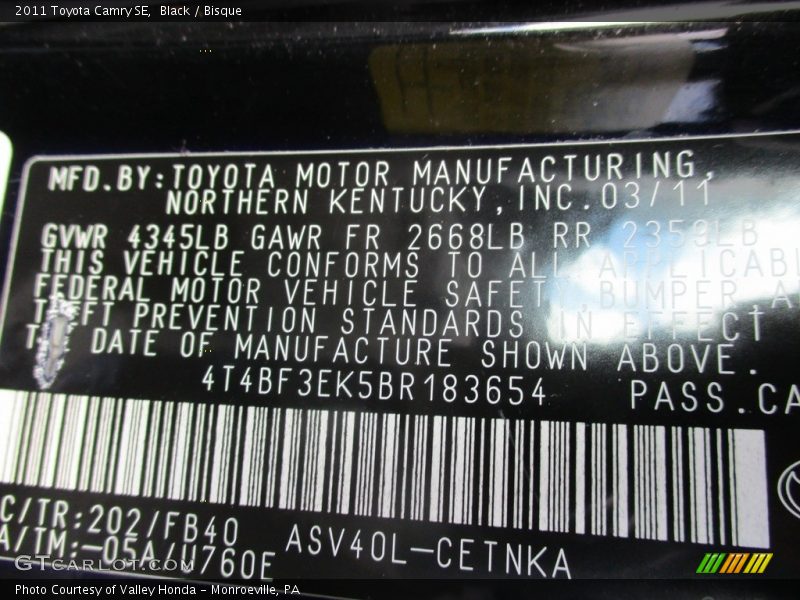 2011 Toyota Camry SE, Black / Bisque
MFD.BY:TOYOTA MOTOR MANUFACTURING,
NORTHERN KENTUCKY,INC.03/11
GVWR 4345LB GAWR FR 2668LB RR 2359LB
THIS VEHICLE CONFORMS TO ALL APPLICABL
FEDERAL MOTOR VEHICLE SAFETY,BUMPER A
THEFT PREVENTION STANDARDS IN EFFECT
DATE OF MANUFACTURE SHOWN ABOVE.
4T4BF3EK5BR183654 PASS.CA
C/TR:202/FB40
A/TM:-05A/U760E ASV40L-CETNKA
GTCarLot.com
Photo Courtesy of Valley Honda - Monroeville, PA